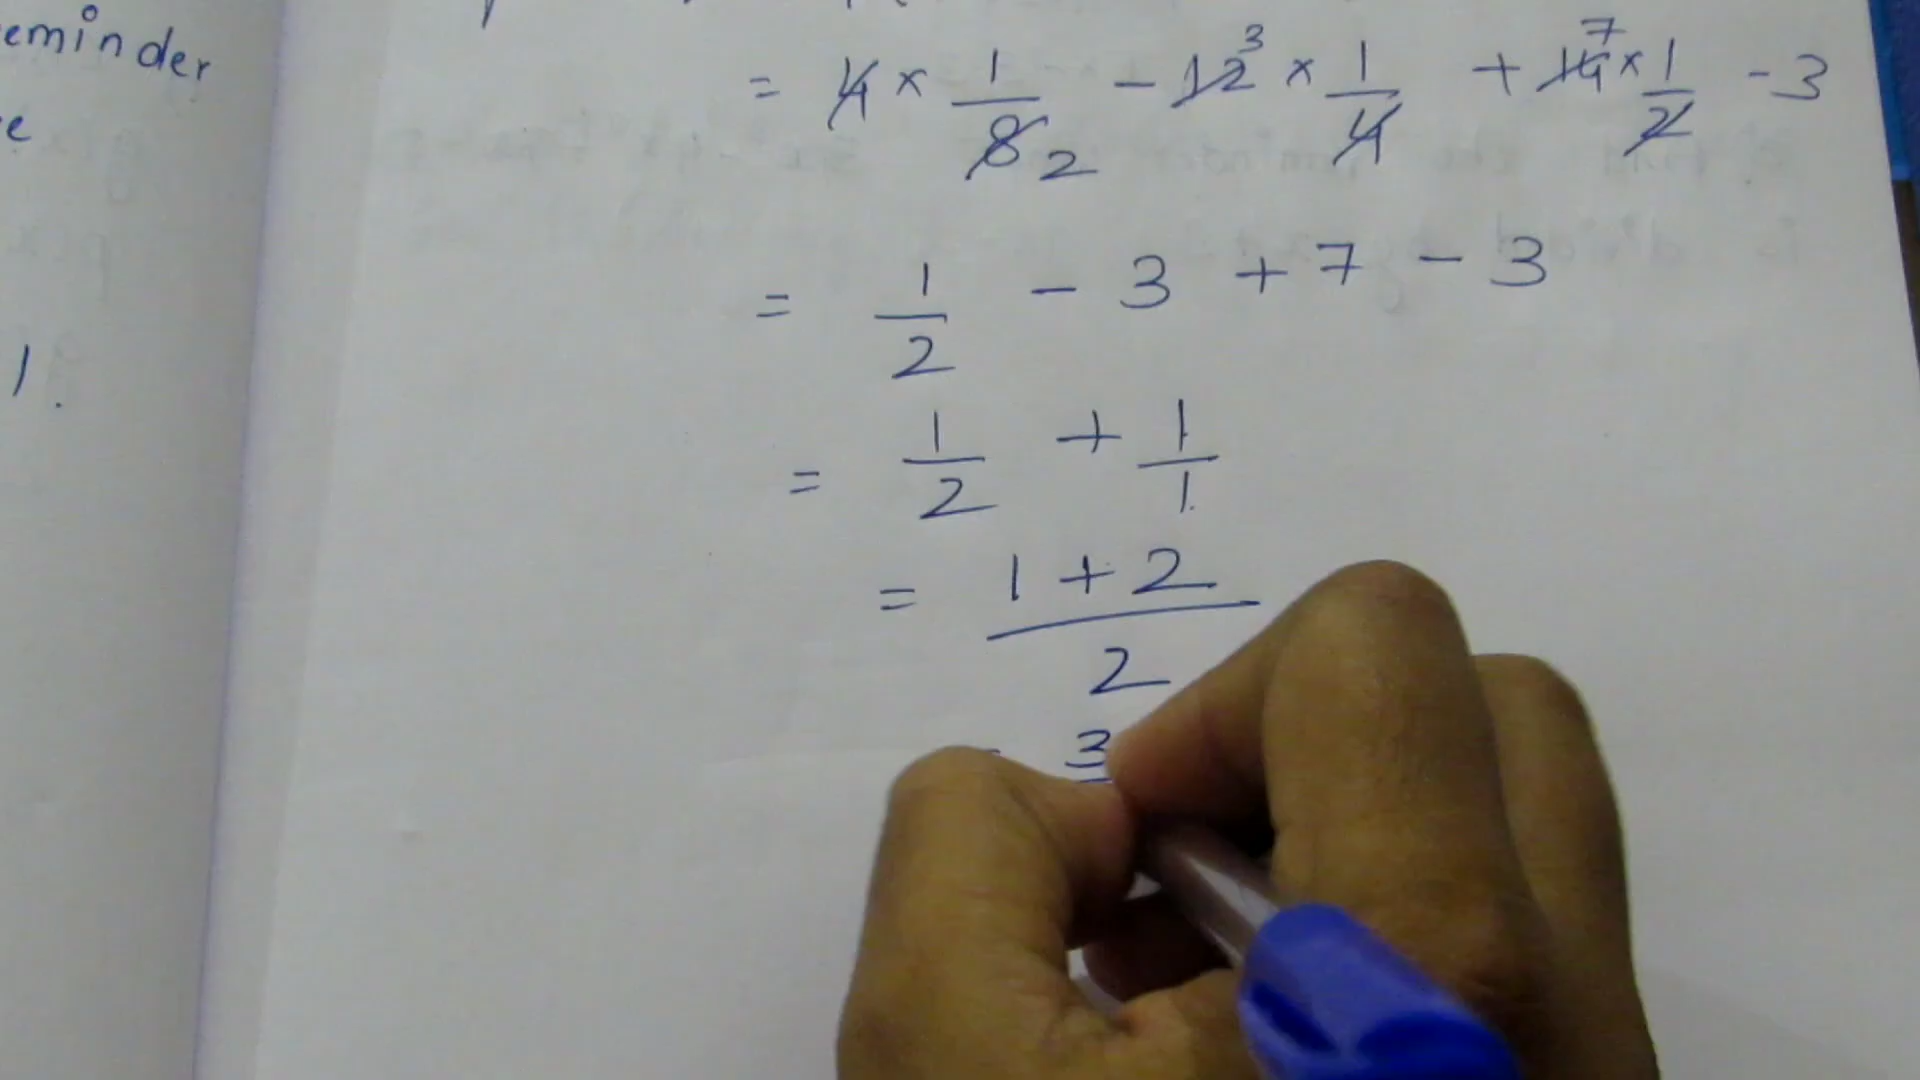 eminder
e
1.
= 4 × 1/8 2 - 12 3 × 1/4 + 14 7 × 1/2 - 3
= 1/2 - 3 + 7 - 3
= 1/2 + 1/1
= 1 + 2 / 2
= 3